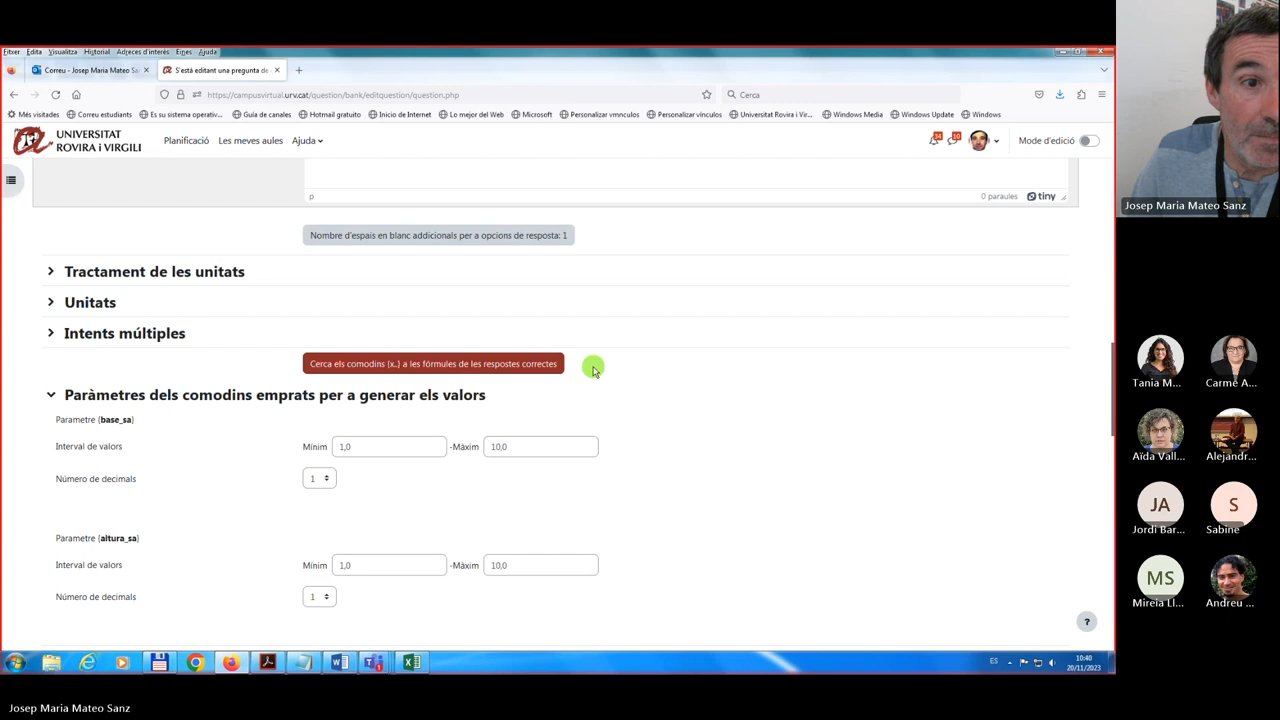 Fitxer Edita Visualitza Historial Adreces d'interès Eines Ajuda
Correu - Josep Maria Mateo Sa
S'està editant una pregunta de
https://campusvirtual.urv.cat/question/bank/editquestion/question.php
Cerca
Més visitades Correu estudiants Es su sistema operativ... Guía de canales Hotmail gratuito Inicio de Internet Lo mejor del Web Microsoft Personalizar vmnculos Personalizar vínculos Universitat Rovira i Vir... Windows Media Windows Update Windows
UNIVERSITAT
ROVIRA i VIRGILI
Planificació Les meves aules Ajuda
10
Mode d'edició
p
0 paraules tiny
Nombre d'espais en blanc addicionals per a opcions de resposta: 1
Tractament de les unitats
Unitats
Intents múltiples
Cerca els comodins {x..} a les fórmules de les respostes correctes
Paràmetres dels comodins emprats per a generar els valors
Parametre {base_sa}
Interval de valors Mínim 1,0 -Màxim 10,0
Número de decimals 1
Parametre {altura_sa}
Interval de valors Mínim 1,0 -Màxim 10,0
Número de decimals 1
?
ES
10:40
20/11/2023
Josep Maria Mateo Sanz
Tania M...
Carme A...
Aïda Vall...
Alejandr...
JA
Jordi Bar...
S
Sabine
MS
Mireia Ll...
Andreu ...
Josep Maria Mateo Sanz